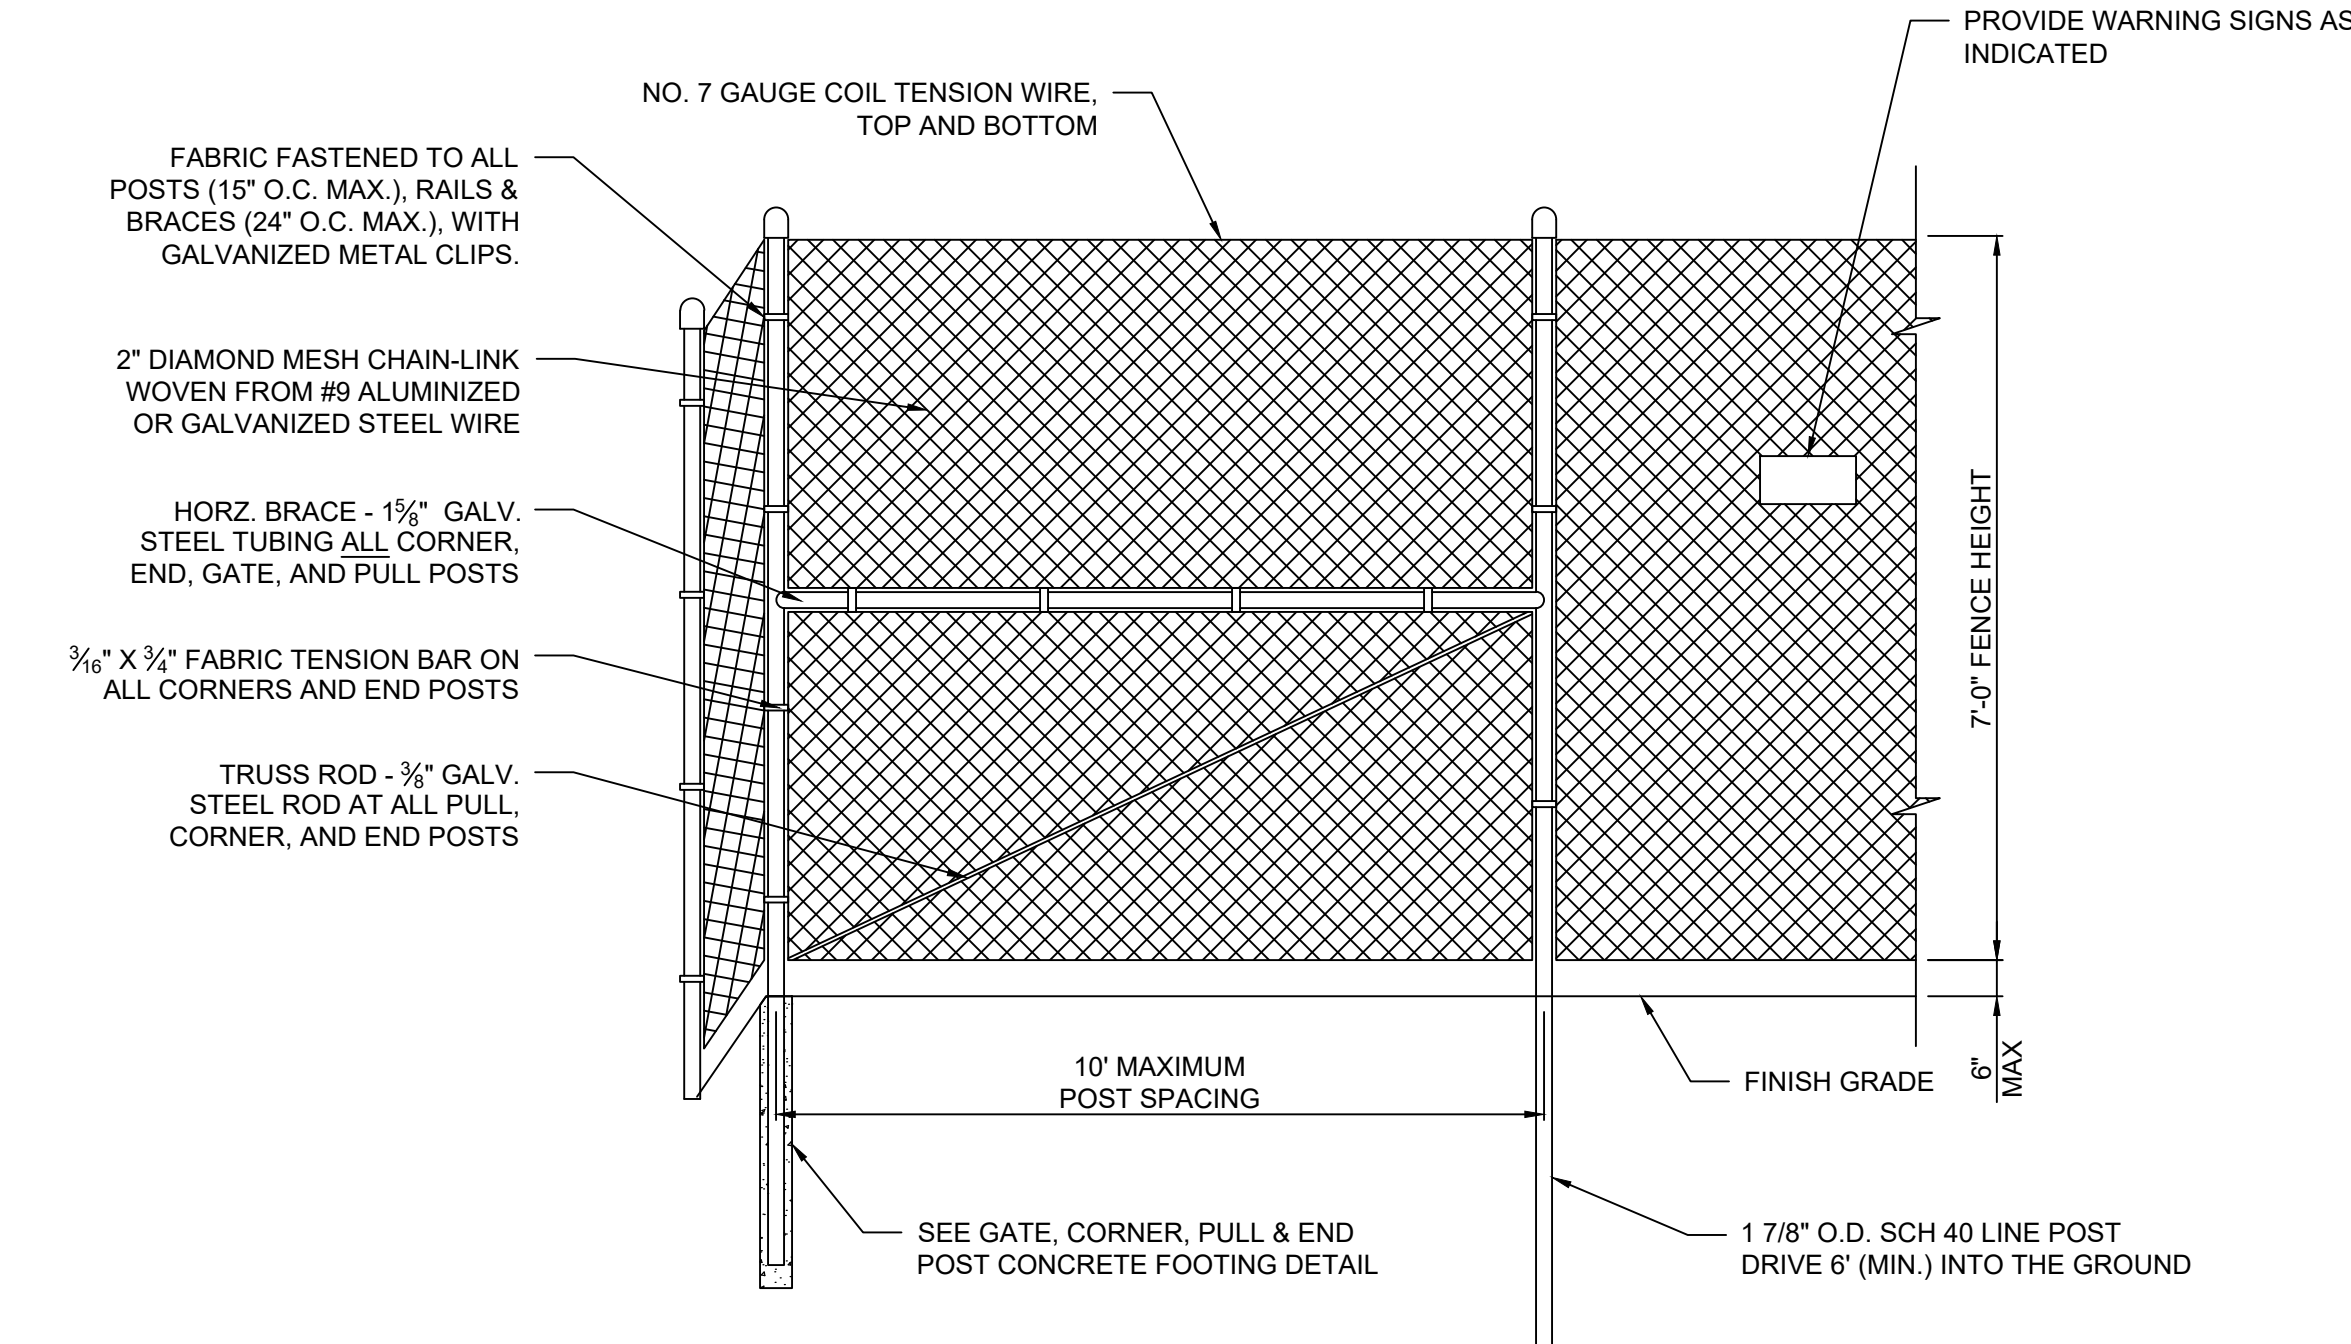 PROVIDE WARNING SIGNS AS
INDICATED
NO. 7 GAUGE COIL TENSION WIRE,
TOP AND BOTTOM
FABRIC FASTENED TO ALL
POSTS (15" O.C. MAX.), RAILS &
BRACES (24" O.C. MAX.), WITH
GALVANIZED METAL CLIPS.
2" DIAMOND MESH CHAIN-LINK
WOVEN FROM #9 ALUMINIZED
OR GALVANIZED STEEL WIRE
HORZ. BRACE - 1⅝" GALV.
STEEL TUBING ALL CORNER,
END, GATE, AND PULL POSTS
3⁄16" X ¾" FABRIC TENSION BAR ON
ALL CORNERS AND END POSTS
TRUSS ROD - ⅜" GALV.
STEEL ROD AT ALL PULL,
CORNER, AND END POSTS
7'-0" FENCE HEIGHT
6"
MAX
10' MAXIMUM
POST SPACING
FINISH GRADE
SEE GATE, CORNER, PULL & END
POST CONCRETE FOOTING DETAIL
1 7/8" O.D. SCH 40 LINE POST
DRIVE 6' (MIN.) INTO THE GROUND